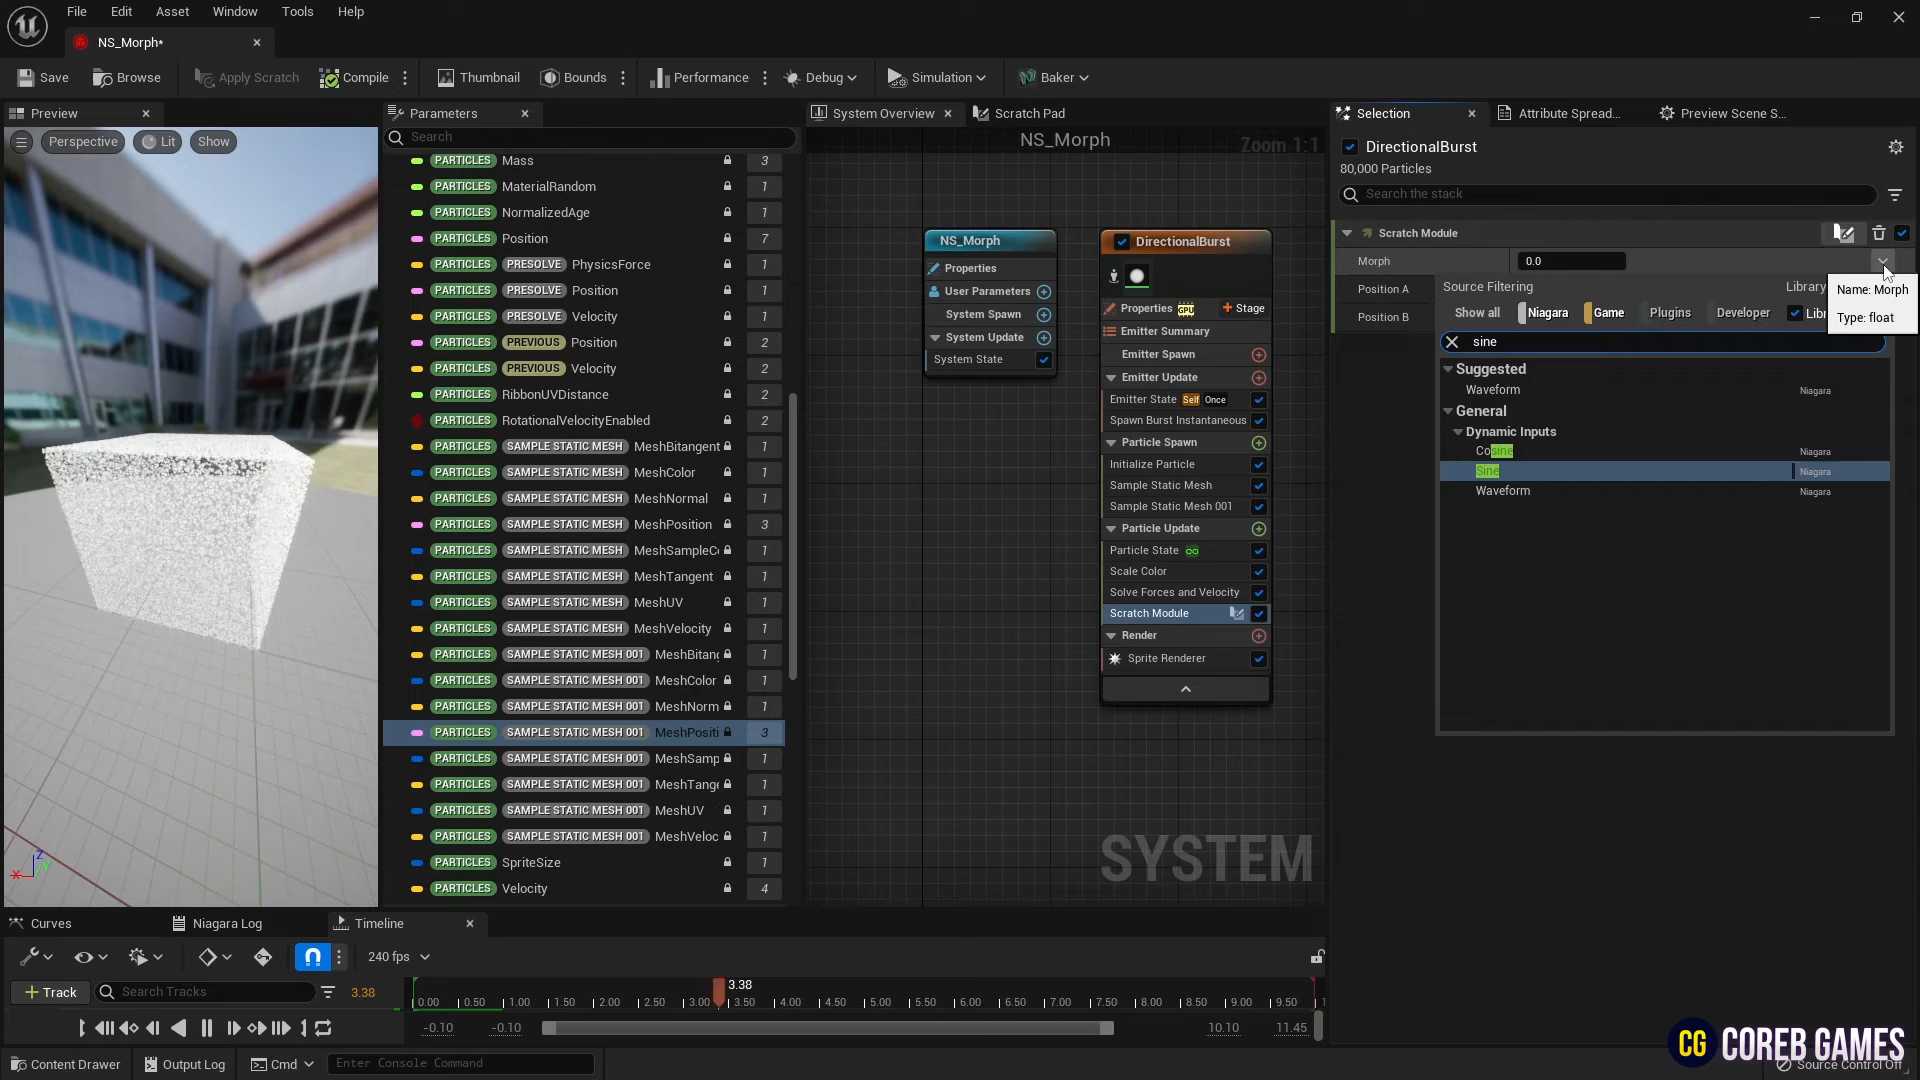 File Edit Asset Window Tools Help
NS_Morph*
Save Browse Apply Scratch Compile Thumbnail Bounds Performance Debug Simulation Baker
Preview Parameters System Overview Scratch Pad Selection Attribute Spread... Preview Scene S...
Perspective Lit Show
Search
NS_Morph Zoom 1:1
DirectionalBurst
80,000 Particles
Search the stack
Scratch Module
Morph 0.0
Position A
Position B
Source Filtering Library
Show all Niagara Game Plugins Developer Libr
Name: Morph
Type: float
sine
Suggested
Waveform Niagara
General
Dynamic Inputs
Cosine Niagara
Sine Niagara
Waveform Niagara
PARTICLES Mass 3
PARTICLES MaterialRandom 1
PARTICLES NormalizedAge 1
PARTICLES Position 7
PARTICLES PRESOLVE PhysicsForce 1
PARTICLES PRESOLVE Position 1
PARTICLES PRESOLVE Velocity 1
PARTICLES PREVIOUS Position 2
PARTICLES PREVIOUS Velocity 2
PARTICLES RibbonUVDistance 2
PARTICLES RotationalVelocityEnabled 2
PARTICLES SAMPLE STATIC MESH MeshBitangent 1
PARTICLES SAMPLE STATIC MESH MeshColor 1
PARTICLES SAMPLE STATIC MESH MeshNormal 1
PARTICLES SAMPLE STATIC MESH MeshPosition 3
PARTICLES SAMPLE STATIC MESH MeshSampleCo 1
PARTICLES SAMPLE STATIC MESH MeshTangent 1
PARTICLES SAMPLE STATIC MESH MeshUV 1
PARTICLES SAMPLE STATIC MESH MeshVelocity 1
PARTICLES SAMPLE STATIC MESH 001 MeshBitang 1
PARTICLES SAMPLE STATIC MESH 001 MeshColor 1
PARTICLES SAMPLE STATIC MESH 001 MeshNorm 1
PARTICLES SAMPLE STATIC MESH 001 MeshPositi 3
PARTICLES SAMPLE STATIC MESH 001 MeshSamp 1
PARTICLES SAMPLE STATIC MESH 001 MeshTange 1
PARTICLES SAMPLE STATIC MESH 001 MeshUV 1
PARTICLES SAMPLE STATIC MESH 001 MeshVeloc 1
PARTICLES SpriteSize 1
PARTICLES Velocity 4
NS_Morph
Properties
User Parameters
System Spawn
System Update
System State
DirectionalBurst
Properties GPU Stage
Emitter Summary
Emitter Spawn
Emitter Update
Emitter State Self Once
Spawn Burst Instantaneous
Particle Spawn
Initialize Particle
Sample Static Mesh
Sample Static Mesh 001
Particle Update
Particle State
Scale Color
Solve Forces and Velocity
Scratch Module
Render
Sprite Renderer
SYSTEM
X Y Z
Curves Niagara Log Timeline
240 fps
+ Track Search Tracks 3.38
3.38
0.00 0.50 1.00 1.50 2.00 2.50 3.00 3.50 4.00 4.50 5.00 5.50 6.00 6.50 7.00 7.50 8.00 8.50 9.00 9.50 1
-0.10 -0.10 10.10 11.45
Content Drawer Output Log Cmd Enter Console Command
CG COREB GAMES
Source Control Off